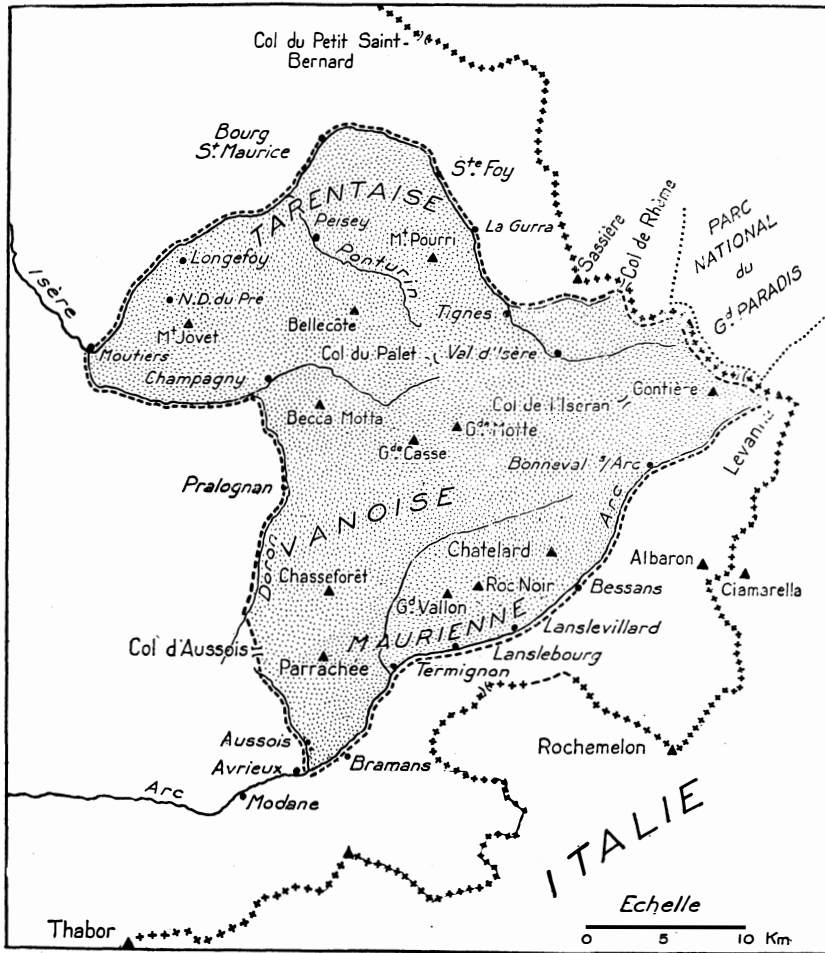 Col du Petit Saint-
Bernard
Bourg
St Maurice
Ste Foy
TARENTAISE
Peisey
La Gurra
Mt Pourri
Sassière
Col de Rhême
PARC
NATIONAL
du
Gd PARADIS
Isère
Longefoy
Ponturin
N.D. du Pré
Mt Jovet
Bellecôte
Tignes
Moutiers
Col du Palet
Val d'Isère
Champagny
Gontière
Becca Motta
Col de l'Iseran
Gde Motte
Gde Casse
Levanna
Bonneval s/Arc
Pralognan
VANOISE
Arc
Doron
Chatelard
Albaron
Chasseforêt
Roc Noir
Bessans
Ciamarella
Gd Vallon
MAURIENNE
Lanslevillard
Col d'Aussois
Parrachée
Lanslebourg
Termignon
Aussois
Rochemelon
Avrieux
Bramans
Arc
Modane
ITALIE
Thabor
Echelle
0 5 10 Km.